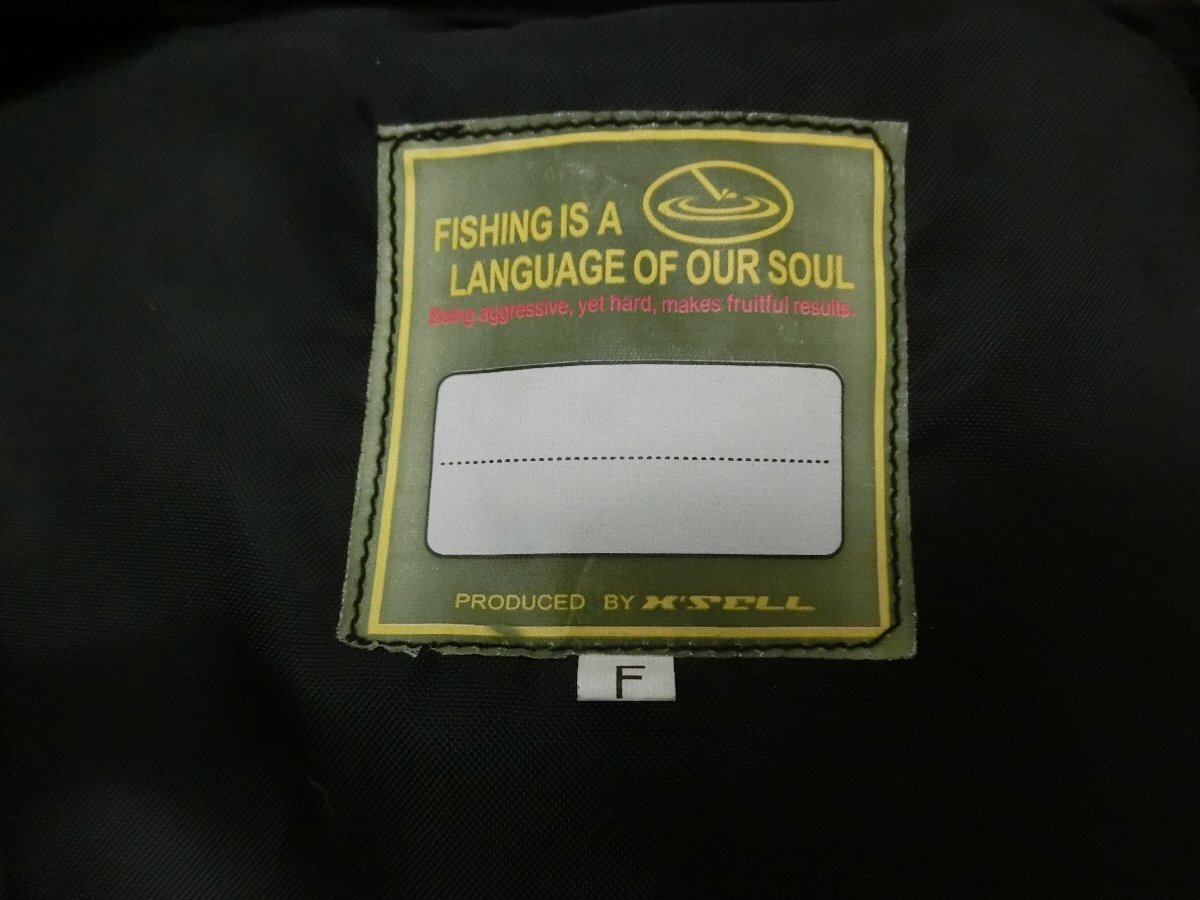 FISHING IS A
LANGUAGE OF OUR SOUL
Being aggressive, yet hard, makes fruitful results.
PRODUCED BY X'SELL
F